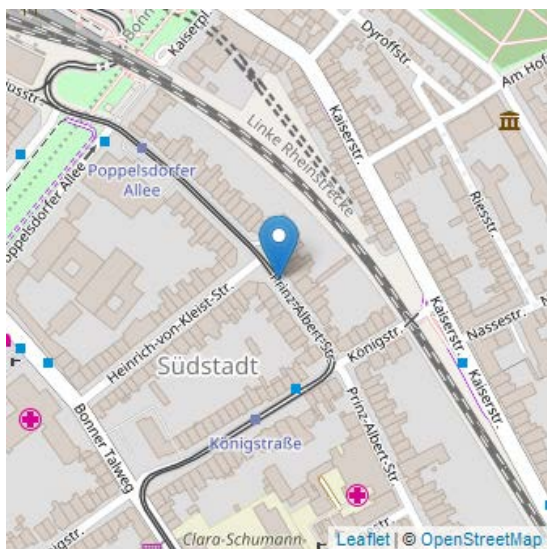 Bonn
Kaiserpl.
Dyroffstr.
Am Hof
usstr.
Kaiserstr.
Linke Rheinstrecke
Poppelsdorfer
Allee
Poppelsdorfer Allee
Riesstr.
Prinz-Albert-Str.
Heinrich-von-Kleist-Str.
Kaiserstr.
Nassestr.
Königstr.
Südstadt
Kaiserstr.
Prinz-Albert-Str.
Bonner Talweg
Königstraße
Clara-Schumann-
Leaflet | © OpenStreetMap